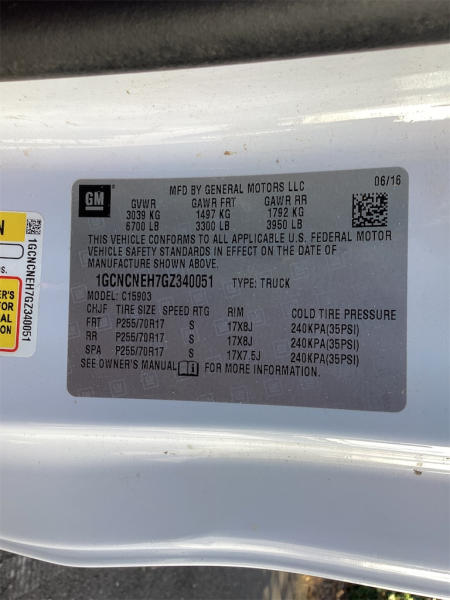 GM
MFD BY GENERAL MOTORS LLC 06/16
GVWR GAWR FRT GAWR RR
3039 KG 1497 KG 1792 KG
6700 LB 3300 LB 3950 LB
THIS VEHICLE CONFORMS TO ALL APPLICABLE U.S. FEDERAL MOTOR
VEHICLE SAFETY STANDARDS IN EFFECT ON THE DATE OF
MANUFACTURE SHOWN ABOVE.
1GCNCNEH7GZ340051 TYPE: TRUCK
MODEL: C15903
CHJF TIRE SIZE SPEED RTG RIM COLD TIRE PRESSURE
FRT P255/70R17 S 17X8J 240KPA(35PSI)
RR P255/70R17 S 17X8J 240KPA(35PSI)
SPA P255/70R17 S 17X7.5J 240KPA(35PSI)
SEE OWNER'S MANUAL FOR MORE INFORMATION.
1GCNCNEH7GZ340051